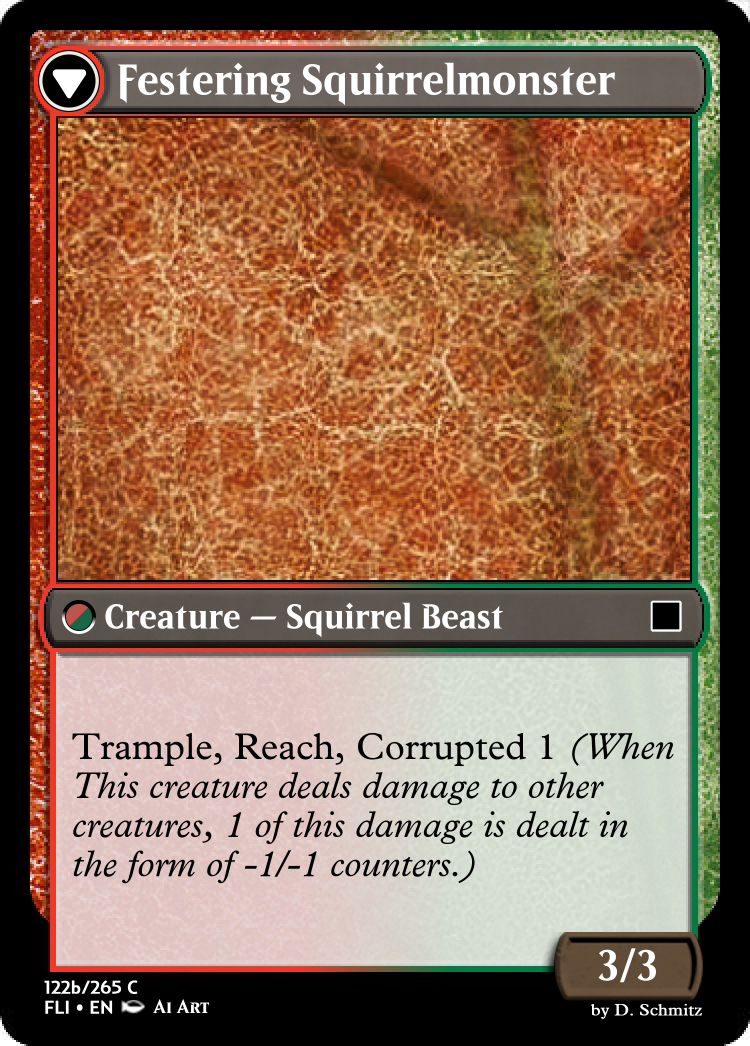 Festering Squirrelmonster
Creature — Squirrel Beast
Trample, Reach, Corrupted 1 (When
This creature deals damage to other
creatures, 1 of this damage is dealt in
the form of -1/-1 counters.)
3/3
122b/265 C
FLI • EN AI ART
by D. Schmitz